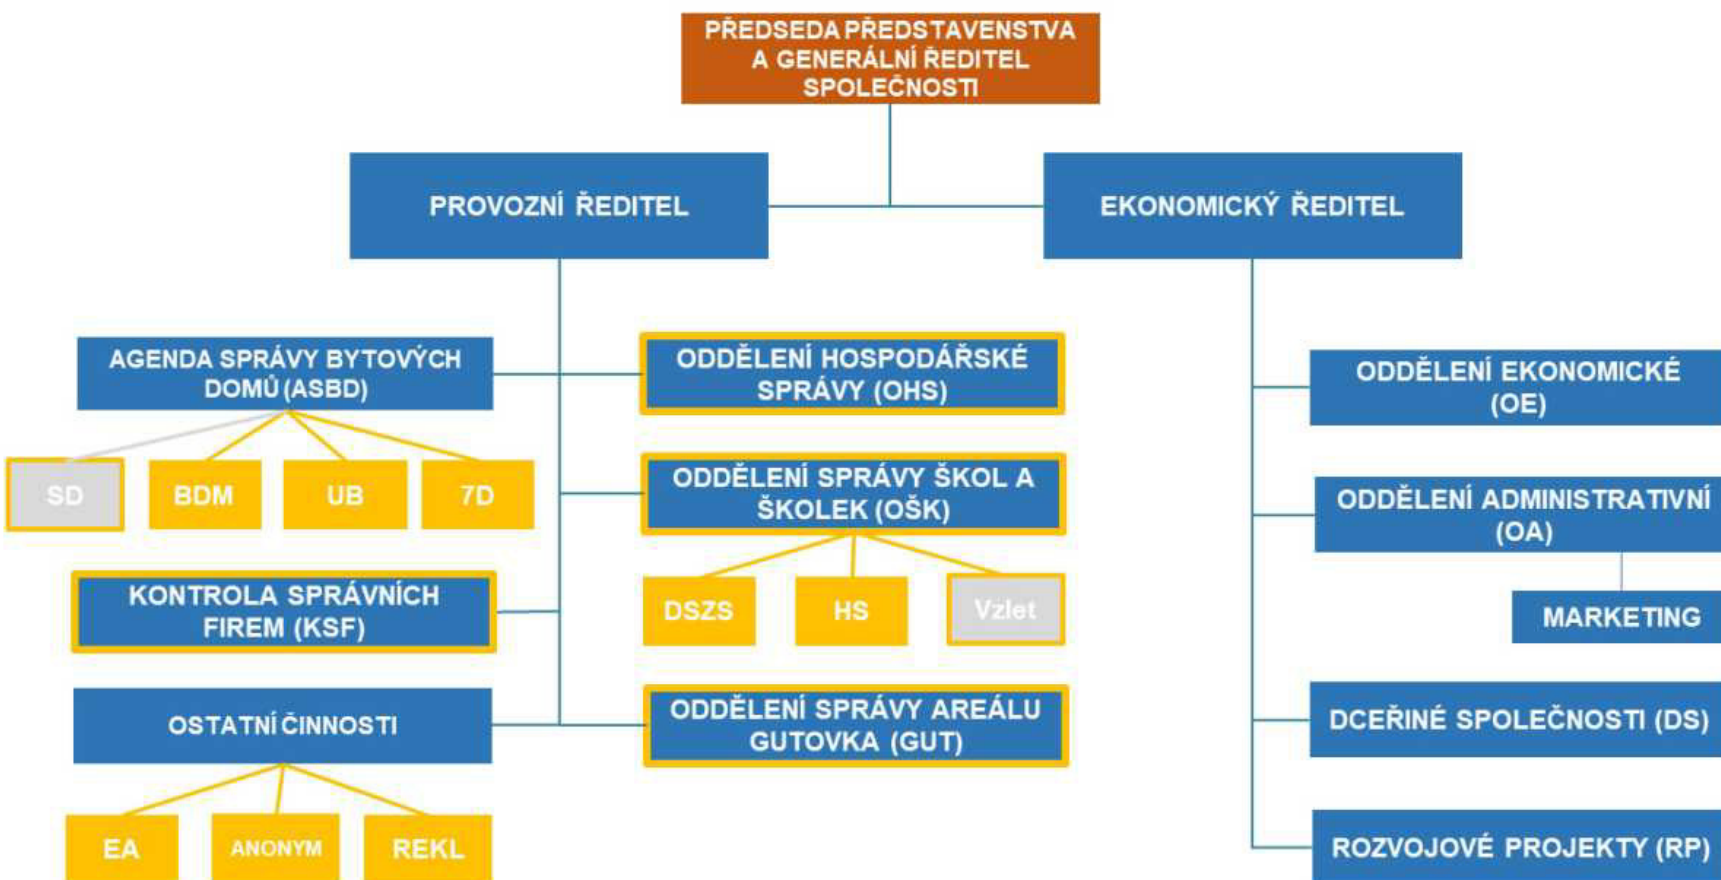 PŘEDSEDA PŘEDSTAVENSTVA
A GENERÁLNÍ ŘEDITEL
SPOLEČNOSTI
PROVOZNÍ ŘEDITEL
EKONOMICKÝ ŘEDITEL
AGENDA SPRÁVY BYTOVÝCH
DOMŮ (ASBD)
SD
BDM
UB
7D
KONTROLA SPRÁVNÍCH
FIREM (KSF)
OSTATNÍ ČINNOSTI
EA
ANONYM
REKL
ODDĚLENÍ HOSPODÁŘSKÉ
SPRÁVY (OHS)
ODDĚLENÍ SPRÁVY ŠKOL A
ŠKOLEK (OŠK)
DSZS
HS
Vzlet
ODDĚLENÍ SPRÁVY AREÁLU
GUTOVKA (GUT)
ODDĚLENÍ EKONOMICKÉ
(OE)
ODDĚLENÍ ADMINISTRATIVNÍ
(OA)
MARKETING
DCEŘINÉ SPOLEČNOSTI (DS)
ROZVOJOVÉ PROJEKTY (RP)